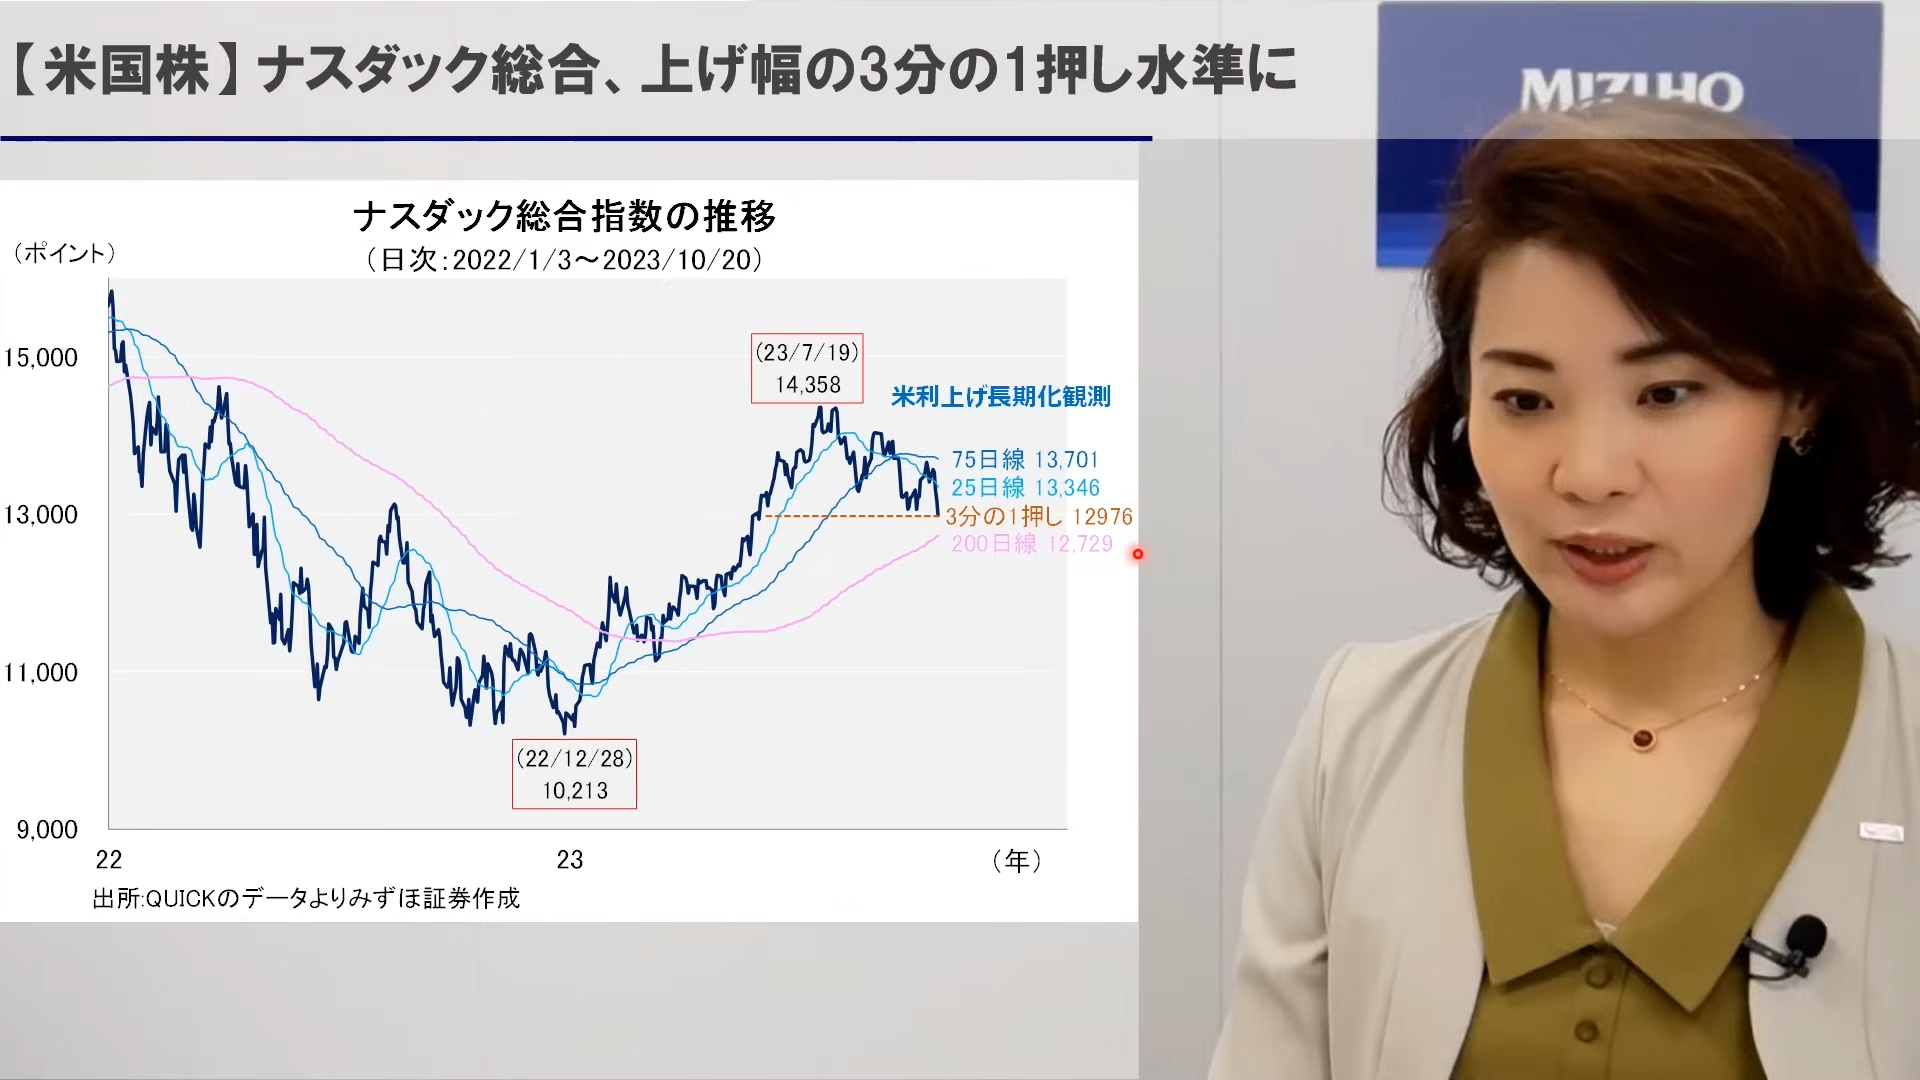 【米国株】ナスダック総合、上げ幅の3分の1押し水準に
MIZUHO
ナスダック総合指数の推移
（日次：2022/1/3～2023/10/20）
（ポイント）
15,000
13,000
11,000
9,000
(23/7/19)
14,358
米利上げ長期化観測
75日線 13,701
25日線 13,346
3分の1押し 12976
200日線 12,729
(22/12/28)
10,213
22
23
（年）
出所:QUICKのデータよりみずほ証券作成